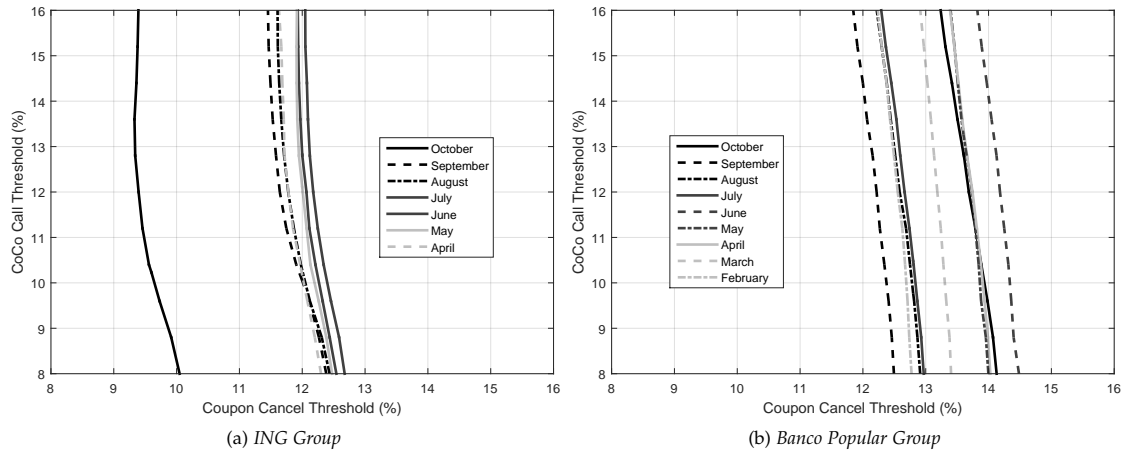 16
15
14
13
12
11
10
9
8
CoCo Call Threshold (%)
October
September
August
July
June
May
April
8 9 10 11 12 13 14 15 16
Coupon Cancel Threshold (%)
(a) ING Group
16
15
14
13
12
11
10
9
8
CoCo Call Threshold (%)
October
September
August
July
June
May
April
March
February
8 9 10 11 12 13 14 15 16
Coupon Cancel Threshold (%)
(b) Banco Popular Group